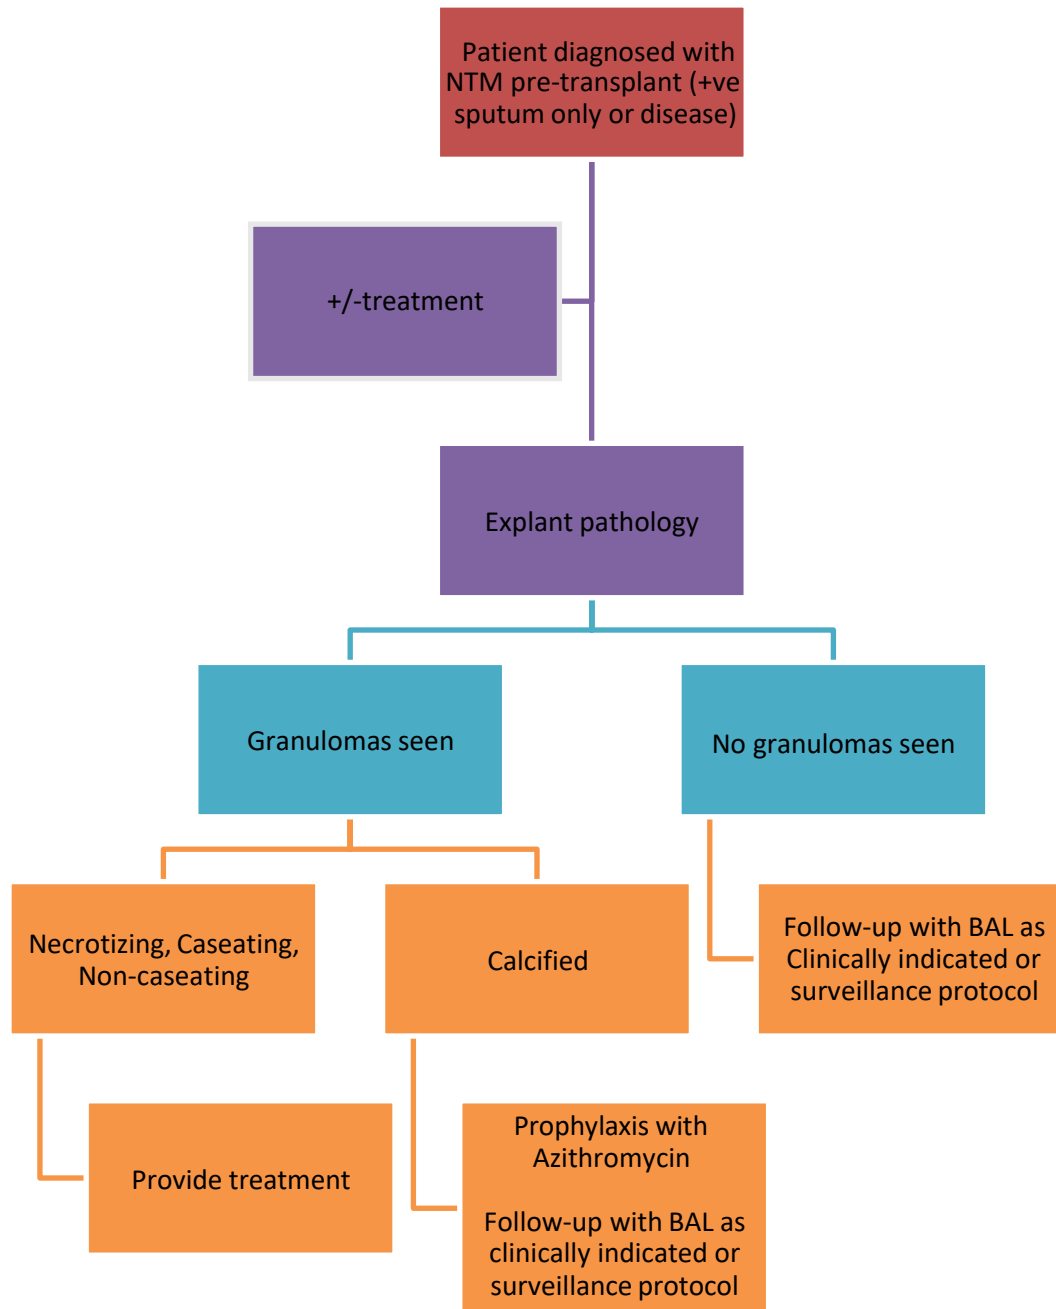 Patient diagnosed with
NTM pre-transplant (+ve
sputum only or disease)
+/-treatment
Explant pathology
Granulomas seen
No granulomas seen
Necrotizing, Caseating,
Non-caseating
Calcified
Follow-up with BAL as
Clinically indicated or
surveillance protocol
Provide treatment
Prophylaxis with
Azithromycin
Follow-up with BAL as
clinically indicated or
surveillance protocol